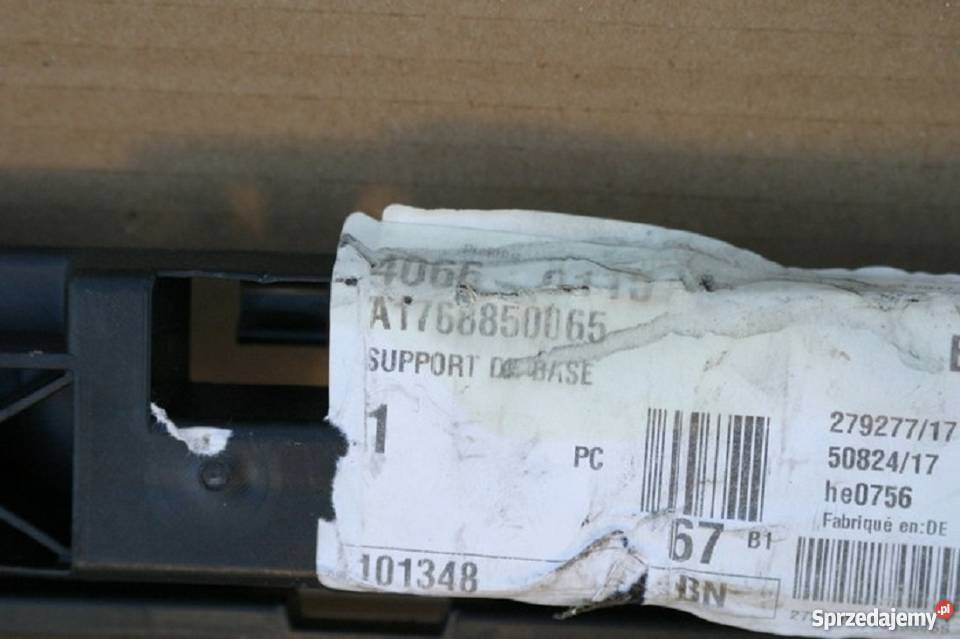 A1768850065
SUPPORT DE BASE
1
PC
279277/17
50824/17
he0756
Fabriqué en:DE
67 B1
101348
BN
Sprzedajemy.pl